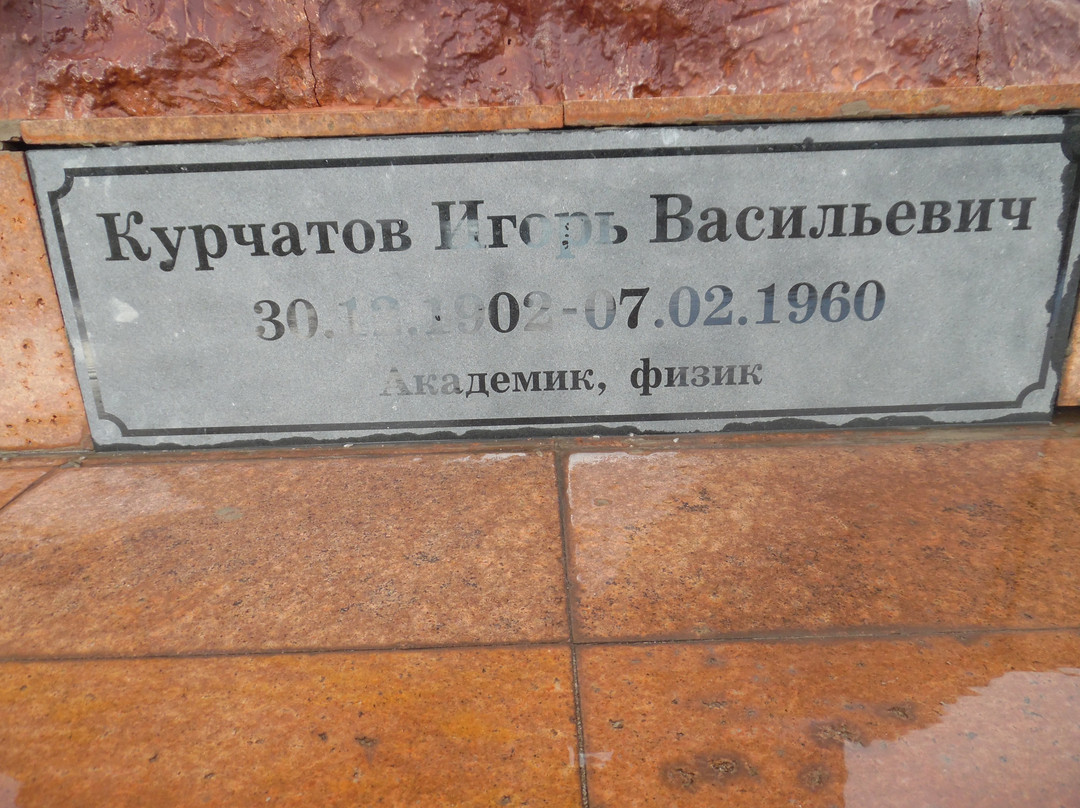 Курчатов Игорь Васильевич
30.12.1902-07.02.1960
Академик, физик